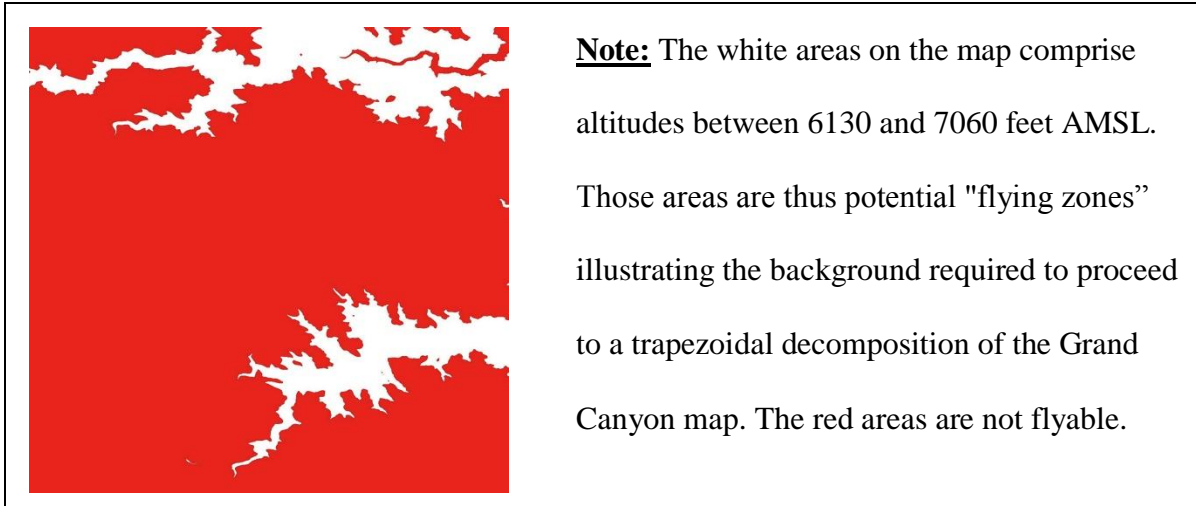 Note: The white areas on the map comprise
altitudes between 6130 and 7060 feet AMSL.
Those areas are thus potential "flying zones”
illustrating the background required to proceed
to a trapezoidal decomposition of the Grand
Canyon map. The red areas are not flyable.